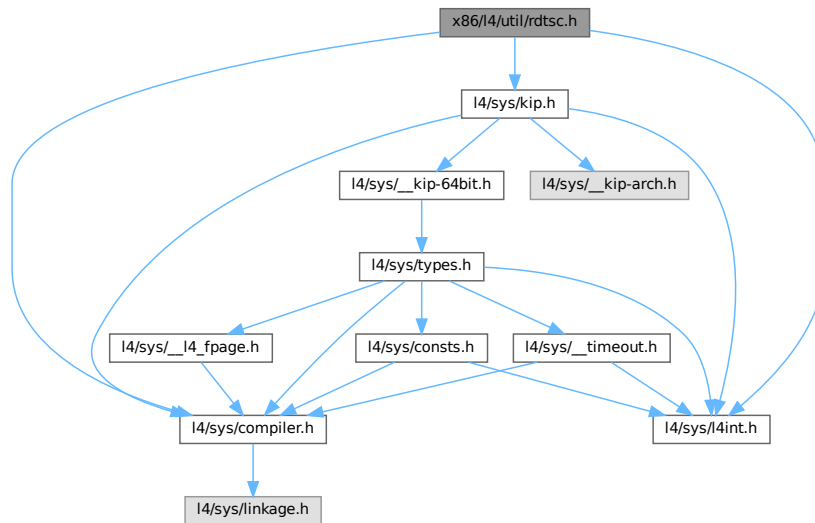 x86/l4/util/rdtsc.h
l4/sys/kip.h
l4/sys/__kip-64bit.h
l4/sys/__kip-arch.h
l4/sys/types.h
l4/sys/__l4_fpage.h
l4/sys/consts.h
l4/sys/__timeout.h
l4/sys/compiler.h
l4/sys/l4int.h
l4/sys/linkage.h